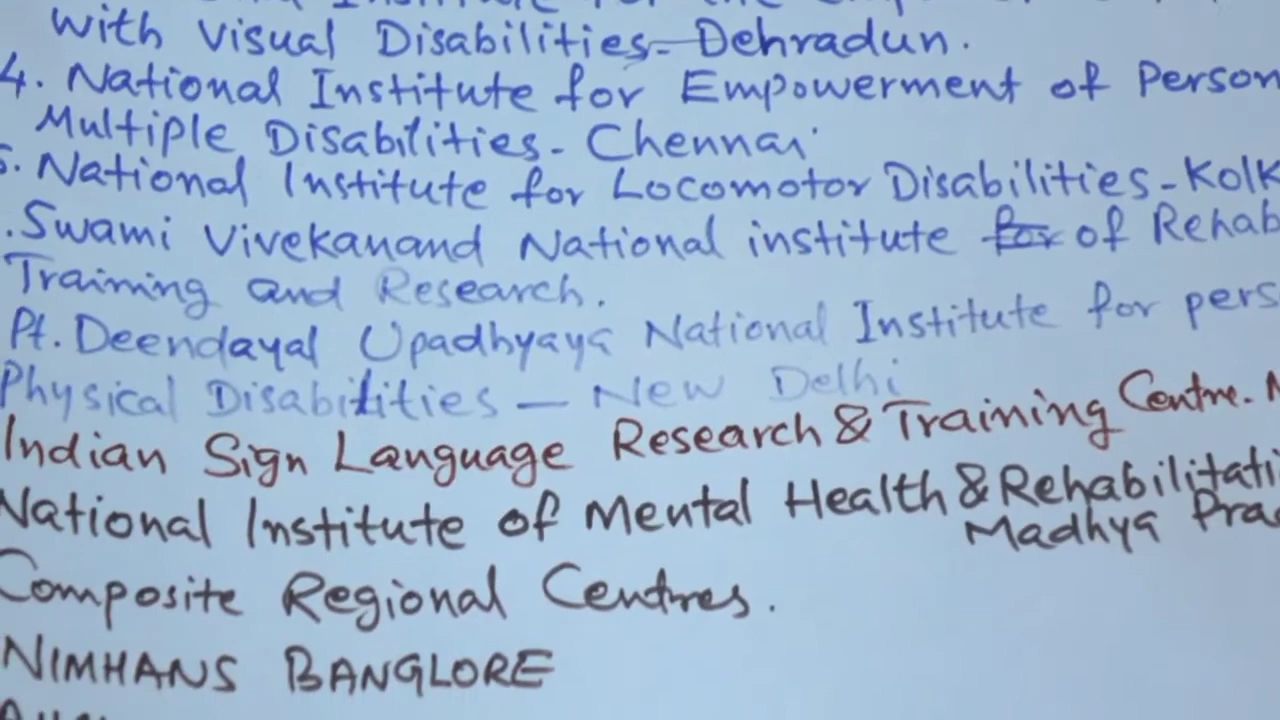 with Visual Disabilities- Dehradun.
4. National Institute for Empowerment of Person
Multiple Disabilities- Chennai
National Institute for Locomotor Disabilities-Kolk
.Swami Vivekanand National institute for of Rehab
Training and Research.
Pt. Deendayal Upadhyaya National Institute for pers
Physical Disabilities - New Delhi
Indian Sign Language Research & Training Centre. N
National Institute of Mental Health & Rehabilitati
Madhya Prad
Composite Regional Centres.
NIMHANS BANGLORE